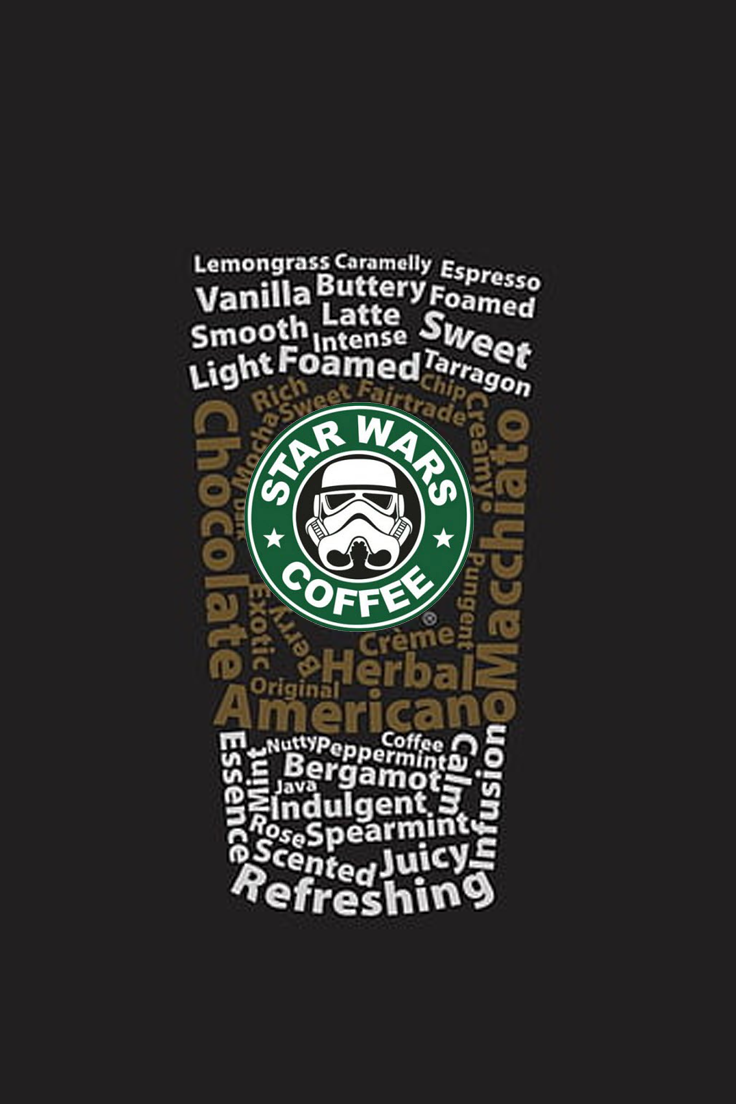 Lemongrass Caramelly Espresso
Vanilla Buttery Foamed
Smooth Latte Sweet
Intense
Light Foamed Tarragon
Rich Chip
Sweet Fairtrade
Mocha Creamy
Chocolate
Dark
Macchiato
STAR WARS
COFFEE
®
Exotic
Berry
Pungent
Crème
Herbal
Original
Americano
Essence
Mint
Nutty Peppermint Coffee
Calm
Infusion
Bergamot
Java
Indulgent
Rose Spearmint
Scented Juicy
Refreshing